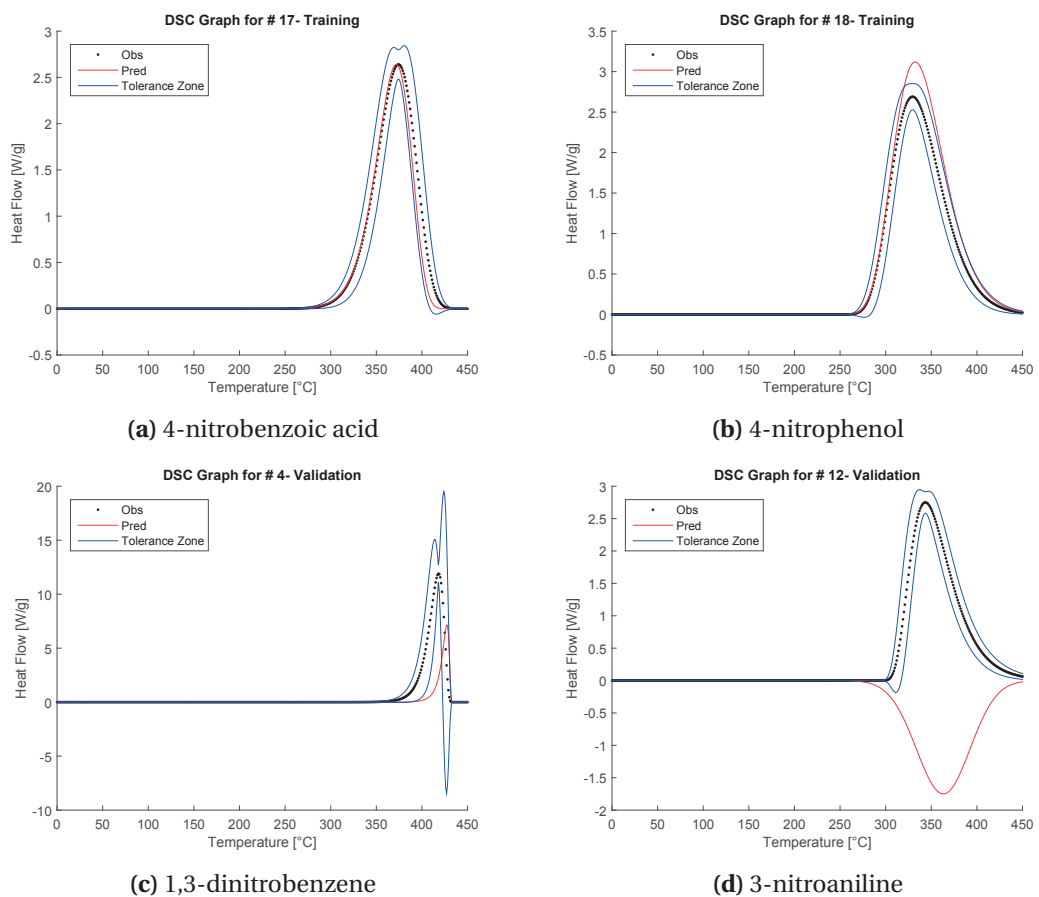 DSC Graph for # 17- Training
Obs
Pred
Tolerance Zone
Heat Flow [W/g]
3
2.5
2
1.5
1
0.5
0
-0.5
0 50 100 150 200 250 300 350 400 450
Temperature [°C]
(a) 4-nitrobenzoic acid
DSC Graph for # 18- Training
Obs
Pred
Tolerance Zone
Heat Flow [W/g]
3.5
3
2.5
2
1.5
1
0.5
0
-0.5
0 50 100 150 200 250 300 350 400 450
Temperature [°C]
(b) 4-nitrophenol
DSC Graph for # 4- Validation
Obs
Pred
Tolerance Zone
Heat Flow [W/g]
20
15
10
5
0
-5
-10
0 50 100 150 200 250 300 350 400 450
Temperature [°C]
(c) 1,3-dinitrobenzene
DSC Graph for # 12- Validation
Obs
Pred
Tolerance Zone
Heat Flow [W/g]
3
2.5
2
1.5
1
0.5
0
-0.5
-1
-1.5
-2
0 50 100 150 200 250 300 350 400 450
Temperature [°C]
(d) 3-nitroaniline